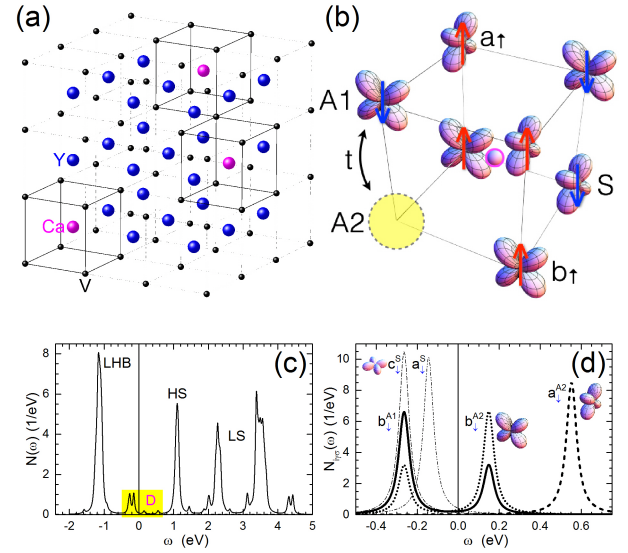 (a)
Y
Ca
V
(b)
a↑
A1
t
S
A2
b↑
(c)
N(ω) (1/eV)
8
6
4
2
0
LHB
D
HS
LS
-2 -1 0 1 2 3 4 5
ω (eV)
(d)
N_{iγσ}(ω) (1/eV)
10
8
6
4
2
0
c↓^S a↓^S
b↓^{A1} b↓^{A2} a↓^{A2}
-0.4 -0.2 0.0 0.2 0.4 0.6
ω (eV)